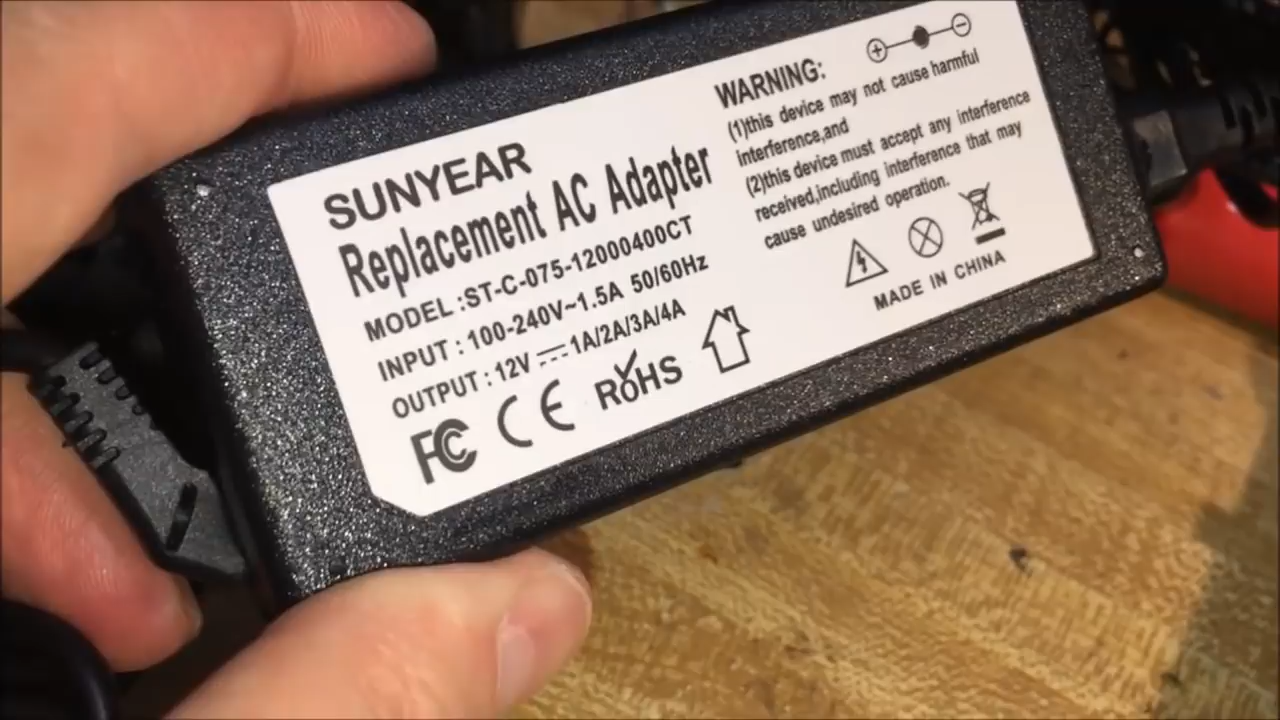 SUNYEAR
Replacement AC Adapter
MODEL :ST-C-075-12000400CT
INPUT : 100-240V~1.5A 50/60Hz
OUTPUT : 12V ⎓ 1A/2A/3A/4A
FC CE ROHS
WARNING:
(1)this device may not cause harmful
interference,and
(2)this device must accept any interference
received,including interference that may
cause undesired operation.
MADE IN CHINA